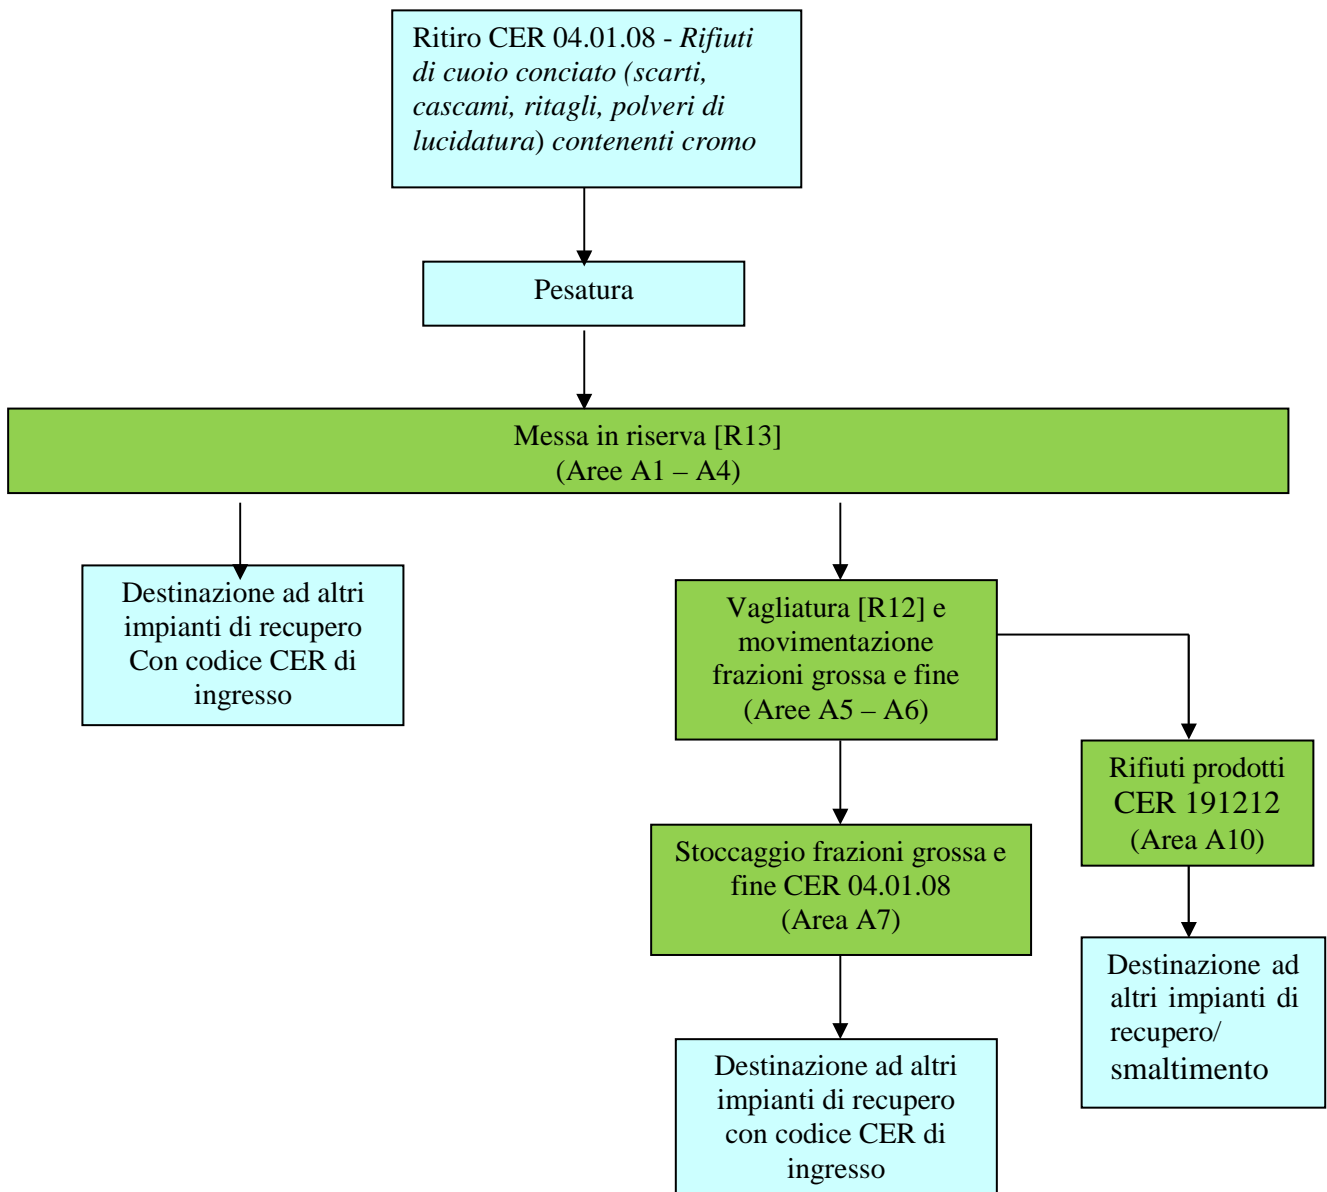 Ritiro CER 04.01.08 - Rifiuti
di cuoio conciato (scarti,
cascami, ritagli, polveri di
lucidatura) contenenti cromo
Pesatura
Messa in riserva [R13]
(Aree A1 – A4)
Destinazione ad altri
impianti di recupero
Con codice CER di
ingresso
Vagliatura [R12] e
movimentazione
frazioni grossa e fine
(Aree A5 – A6)
Rifiuti prodotti
CER 191212
(Area A10)
Stoccaggio frazioni grossa e
fine CER 04.01.08
(Area A7)
Destinazione ad
altri impianti di
recupero/
smaltimento
Destinazione ad altri
impianti di recupero
con codice CER di
ingresso